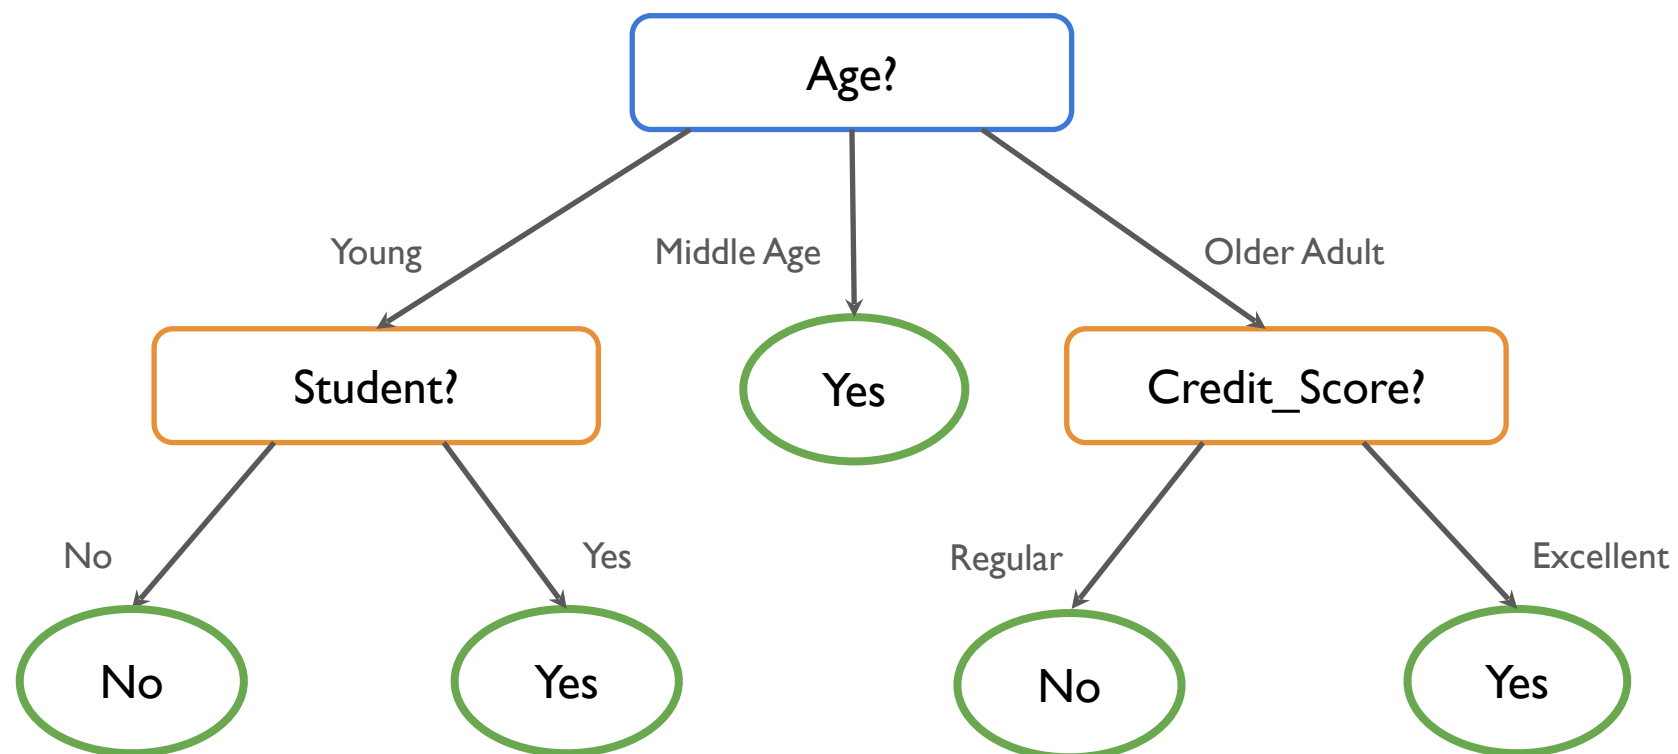 Age?
Young
Middle Age
Older Adult
Student?
Yes
Credit_Score?
No
Yes
Regular
Excellent
No
Yes
No
Yes